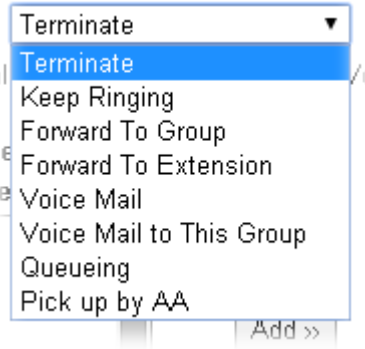 Terminate
Terminate
Keep Ringing
Forward To Group
Forward To Extension
Voice Mail
Voice Mail to This Group
Queueing
Pick up by AA
Add »